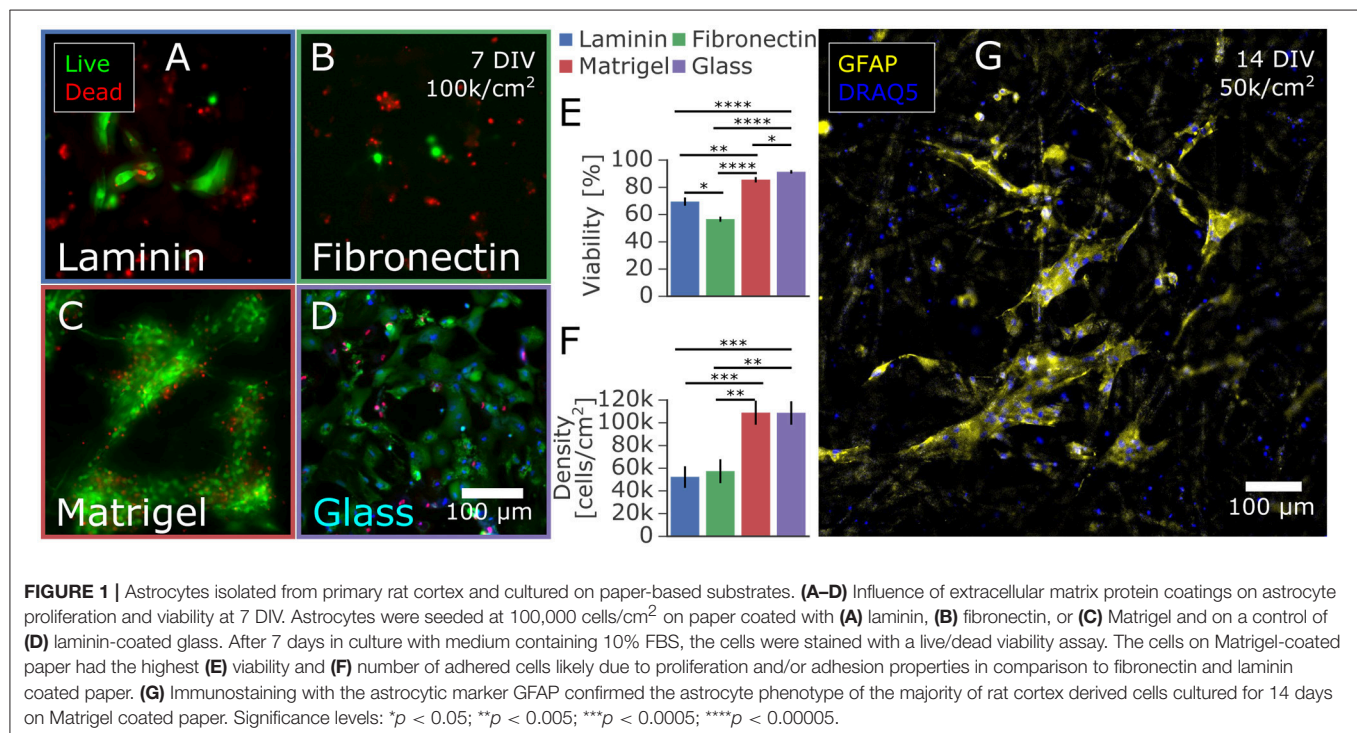 Live
Dead
A
Laminin
B
7 DIV
100k/cm²
Fibronectin
C
Matrigel
D
Glass
100 µm
Laminin Fibronectin
Matrigel Glass
E
****
****
** *
* ****
100
80
60
40
20
0
Viability [%]
F
***
**
***
**
120k
100k
80k
60k
40k
20k
0
Density
[cells/cm²]
GFAP
DRAQ5
G
14 DIV
50k/cm²
100 µm
FIGURE 1 | Astrocytes isolated from primary rat cortex and cultured on paper-based substrates. (A–D) Influence of extracellular matrix protein coatings on astrocyte
proliferation and viability at 7 DIV. Astrocytes were seeded at 100,000 cells/cm² on paper coated with (A) laminin, (B) fibronectin, or (C) Matrigel and on a control of
(D) laminin-coated glass. After 7 days in culture with medium containing 10% FBS, the cells were stained with a live/dead viability assay. The cells on Matrigel-coated
paper had the highest (E) viability and (F) number of adhered cells likely due to proliferation and/or adhesion properties in comparison to fibronectin and laminin
coated paper. (G) Immunostaining with the astrocytic marker GFAP confirmed the astrocyte phenotype of the majority of rat cortex derived cells cultured for 14 days
on Matrigel coated paper. Significance levels: *p < 0.05; **p < 0.005; ***p < 0.0005; ****p < 0.00005.